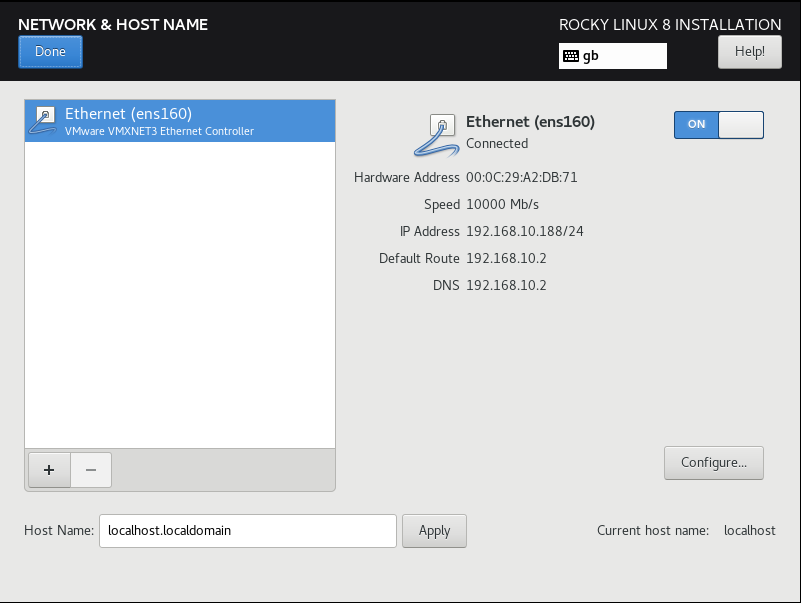 NETWORK & HOST NAME
ROCKY LINUX 8 INSTALLATION
Done
gb
Help!
Ethernet (ens160)
VMware VMXNET3 Ethernet Controller
Ethernet (ens160)
Connected
ON
Hardware Address 00:0C:29:A2:DB:71
Speed 10000 Mb/s
IP Address 192.168.10.188/24
Default Route 192.168.10.2
DNS 192.168.10.2
+ −
Configure...
Host Name: localhost.localdomain Apply Current host name: localhost